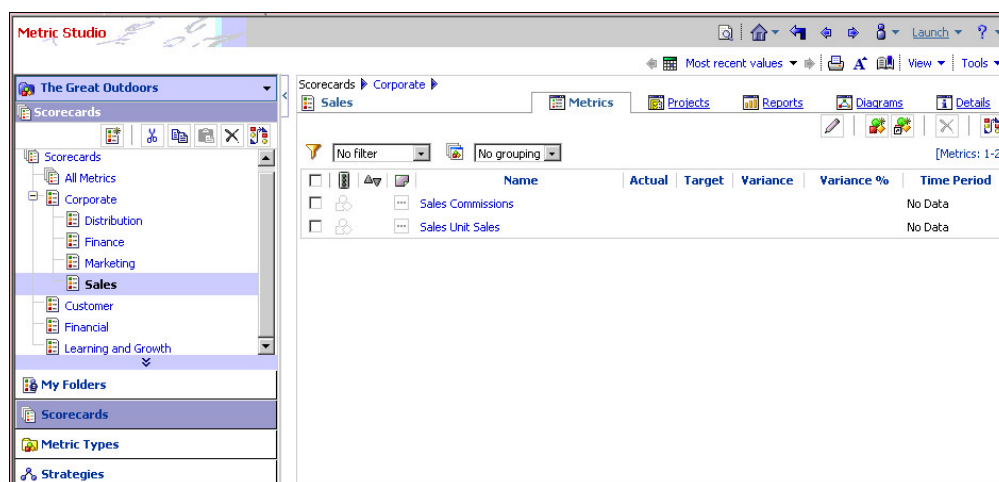 Metric Studio
Launch ?
Most recent values View Tools
The Great Outdoors
Scorecards
Scorecards
All Metrics
Corporate
Distribution
Finance
Marketing
Sales
Customer
Financial
Learning and Growth
My Folders
Scorecards
Metric Types
Strategies
Scorecards Corporate
Sales Metrics Projects Reports Diagrams Details
No filter No grouping [Metrics: 1-2
Name Actual Target Variance Variance % Time Period
Sales Commissions No Data
Sales Unit Sales No Data